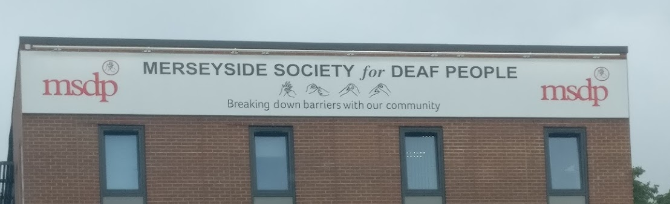 msdp
MERSEYSIDE SOCIETY for DEAF PEOPLE
Breaking down barriers with our community
msdp